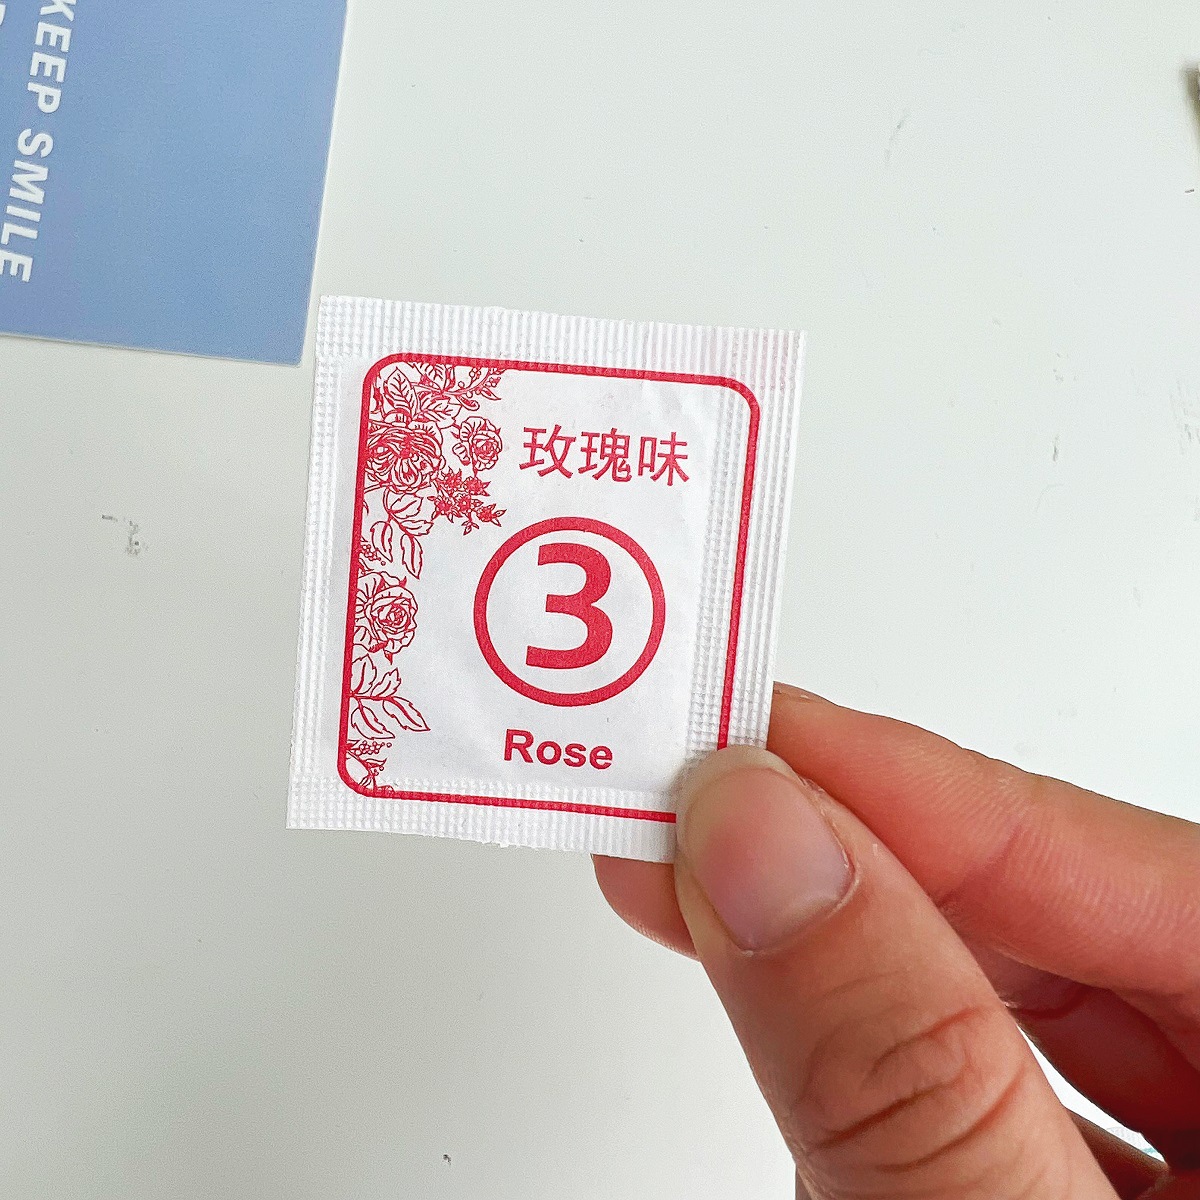 KEEP SMILE
玫瑰味
3
Rose